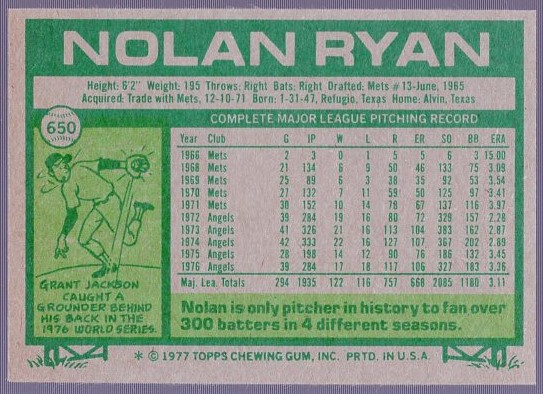 NOLAN RYAN
Height: 6'2" Weight: 195 Throws: Right Bats: Right Drafted: Mets #13-June, 1965
Acquired: Trade with Mets, 12-10-71 Born: 1-31-47, Refugio, Texas Home: Alvin, Texas
650
COMPLETE MAJOR LEAGUE PITCHING RECORD
Year Club G IP W L R ER SO BB ERA
1966 Mets 2 3 0 1 5 5 6 3 15.00
1968 Mets 21 134 6 9 50 46 133 75 3.09
1969 Mets 25 89 6 3 38 35 92 53 3.54
1970 Mets 27 132 7 11 59 50 125 97 3.41
1971 Mets 30 152 10 14 78 67 137 116 3.97
1972 Angels 39 284 19 16 80 72 329 157 2.28
1973 Angels 41 326 21 16 113 104 383 162 2.87
1974 Angels 42 333 22 16 127 107 367 202 2.89
1975 Angels 28 198 14 12 90 76 186 132 3.45
1976 Angels 39 284 17 18 117 106 327 183 3.36
Maj. Lea. Totals 294 1935 122 116 757 668 2085 1180 3.11
GRANT JACKSON
CAUGHT A
GROUNDER BEHIND
HIS BACK IN THE
1976 WORLD SERIES.
Nolan is only pitcher in history to fan over
300 batters in 4 different seasons.
* © 1977 TOPPS CHEWING GUM, INC. PRTD. IN U.S.A.